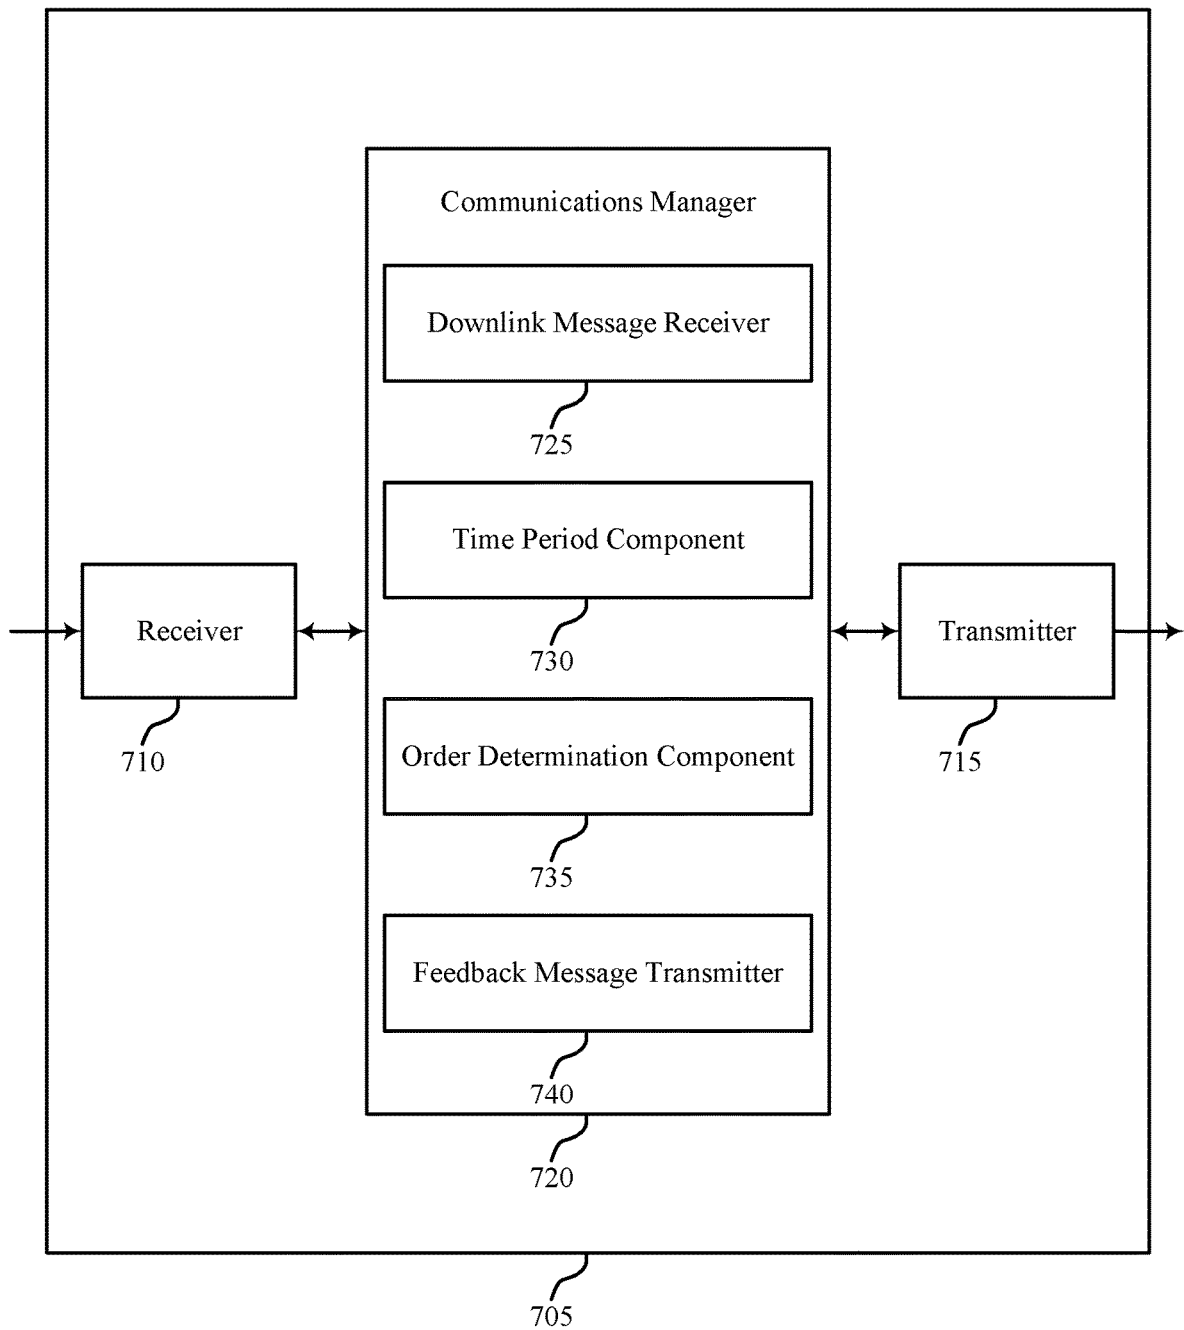 Communications Manager
Downlink Message Receiver
725
Time Period Component
730
Receiver
710
Transmitter
715
Order Determination Component
735
Feedback Message Transmitter
740
720
705